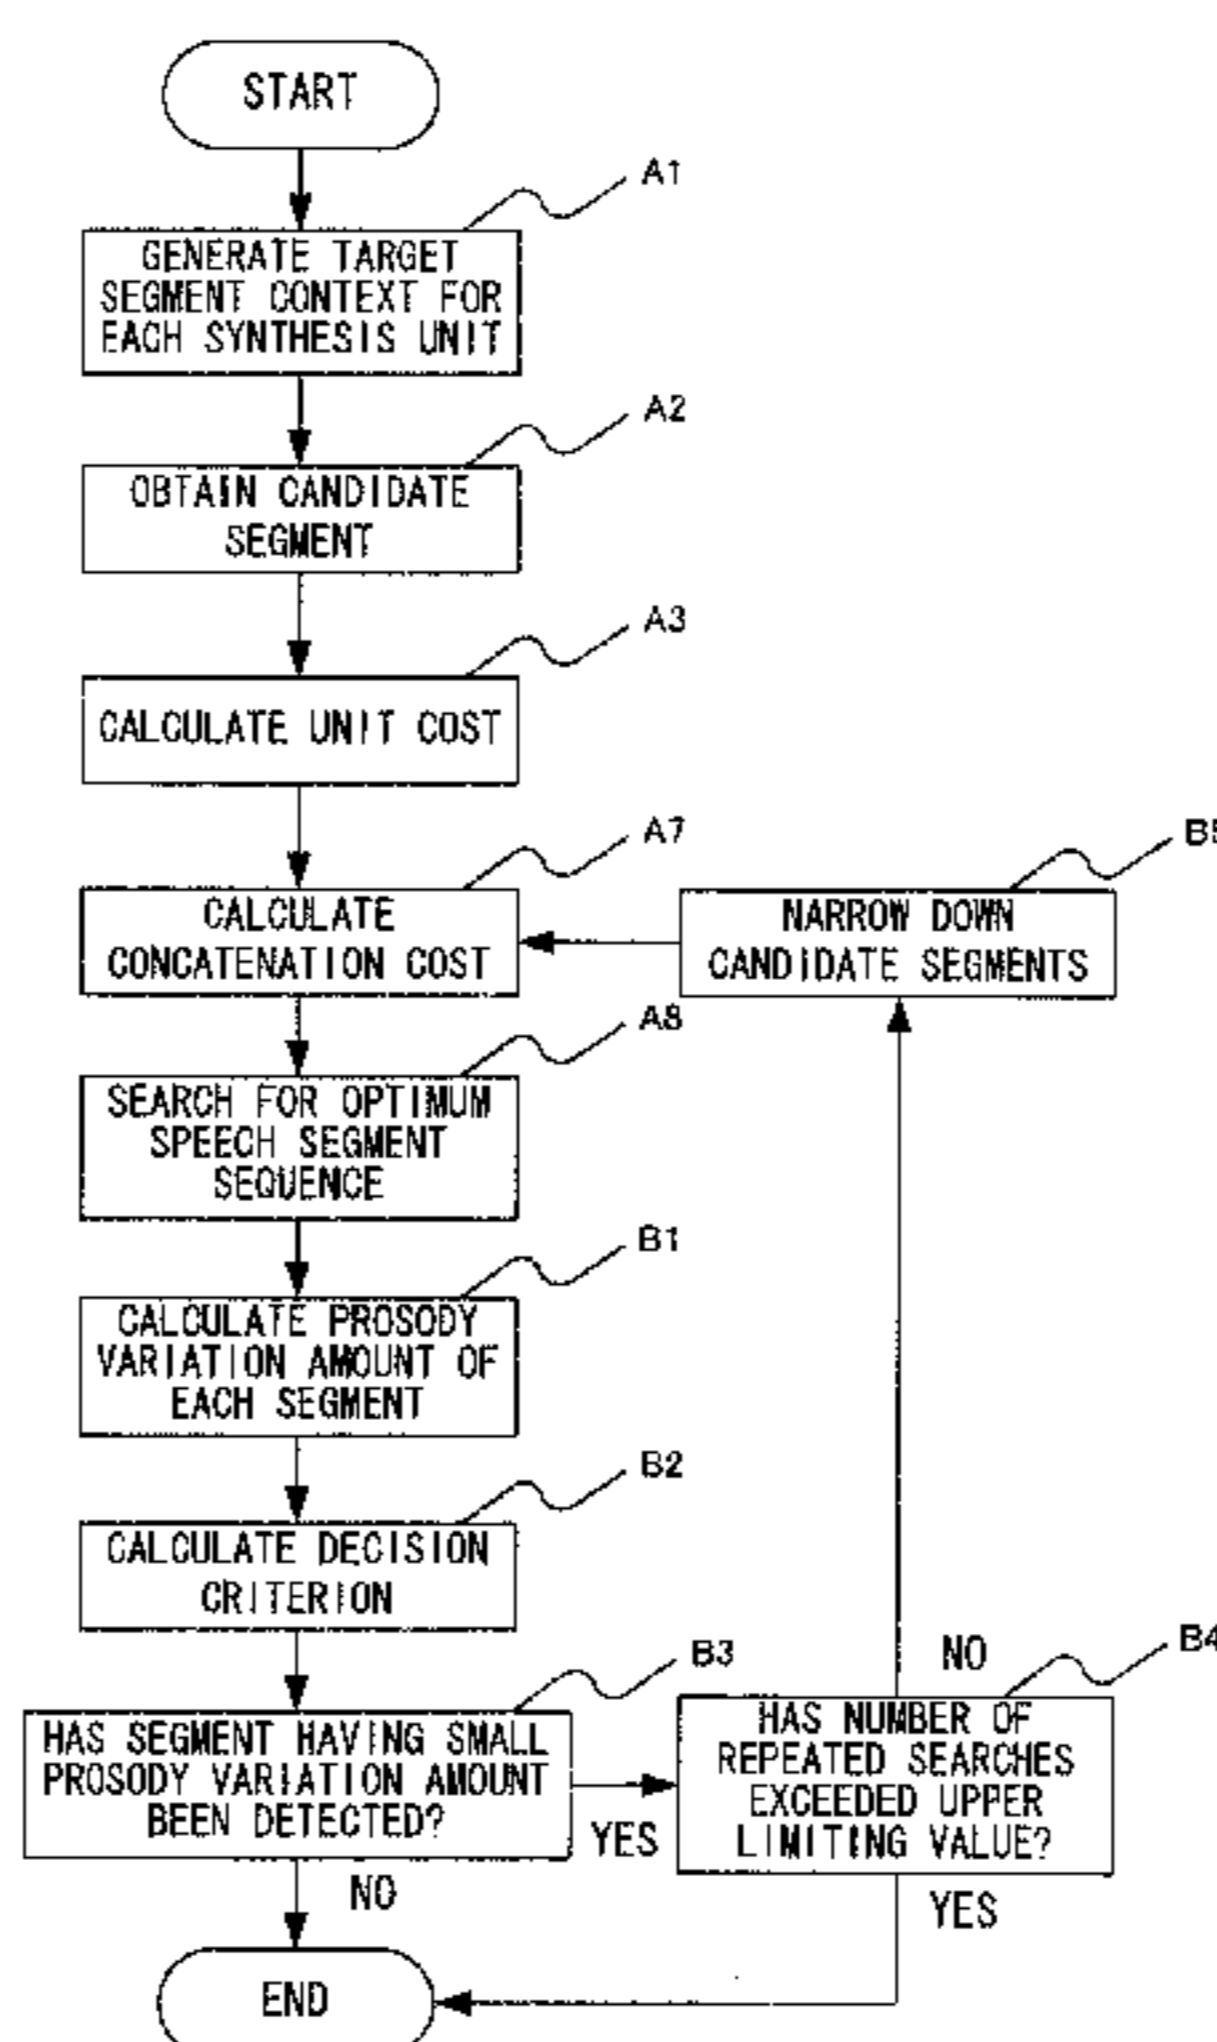 START
A1
GENERATE TARGET
SEGMENT CONTEXT FOR
EACH SYNTHESIS UNIT
A2
OBTAIN CANDIDATE
SEGMENT
A3
CALCULATE UNIT COST
A7
CALCULATE
CONCATENATION COST
NARROW DOWN
CANDIDATE SEGMENTS
A8
SEARCH FOR OPTIMUM
SPEECH SEGMENT
SEQUENCE
B1
CALCULATE PROSODY
VARIATION AMOUNT OF
EACH SEGMENT
B2
CALCULATE DECISION
CRITERION
B3
HAS SEGMENT HAVING SMALL
PROSODY VARIATION AMOUNT
BEEN DETECTED?
YES
NO
B4
HAS NUMBER OF
REPEATED SEARCHES
EXCEEDED UPPER
LIMITING VALUE?
NO
YES
END